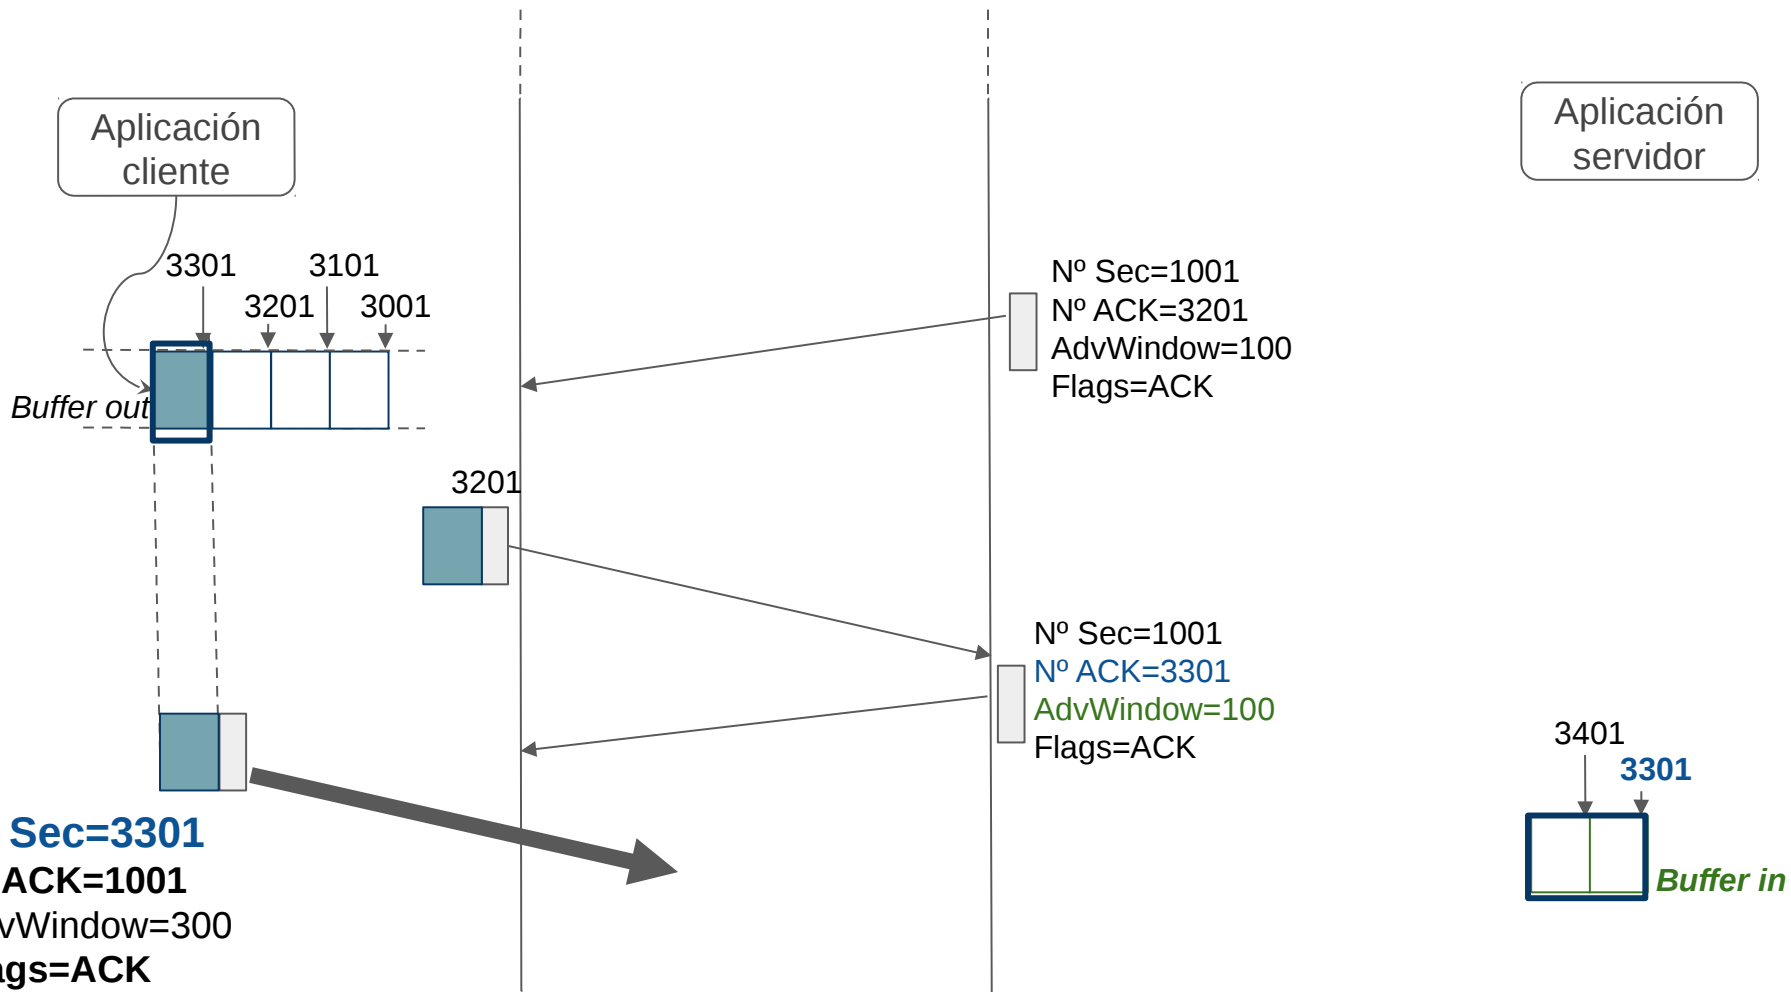 Aplicación
cliente
Aplicación
servidor
3301
3101
3201
3001
Buffer out
Nº Sec=1001
Nº ACK=3201
AdvWindow=100
Flags=ACK
3201
Nº Sec=1001
Nº ACK=3301
AdvWindow=100
Flags=ACK
3401
3301
Buffer in
Sec=3301
ACK=1001
vWindow=300
gs=ACK